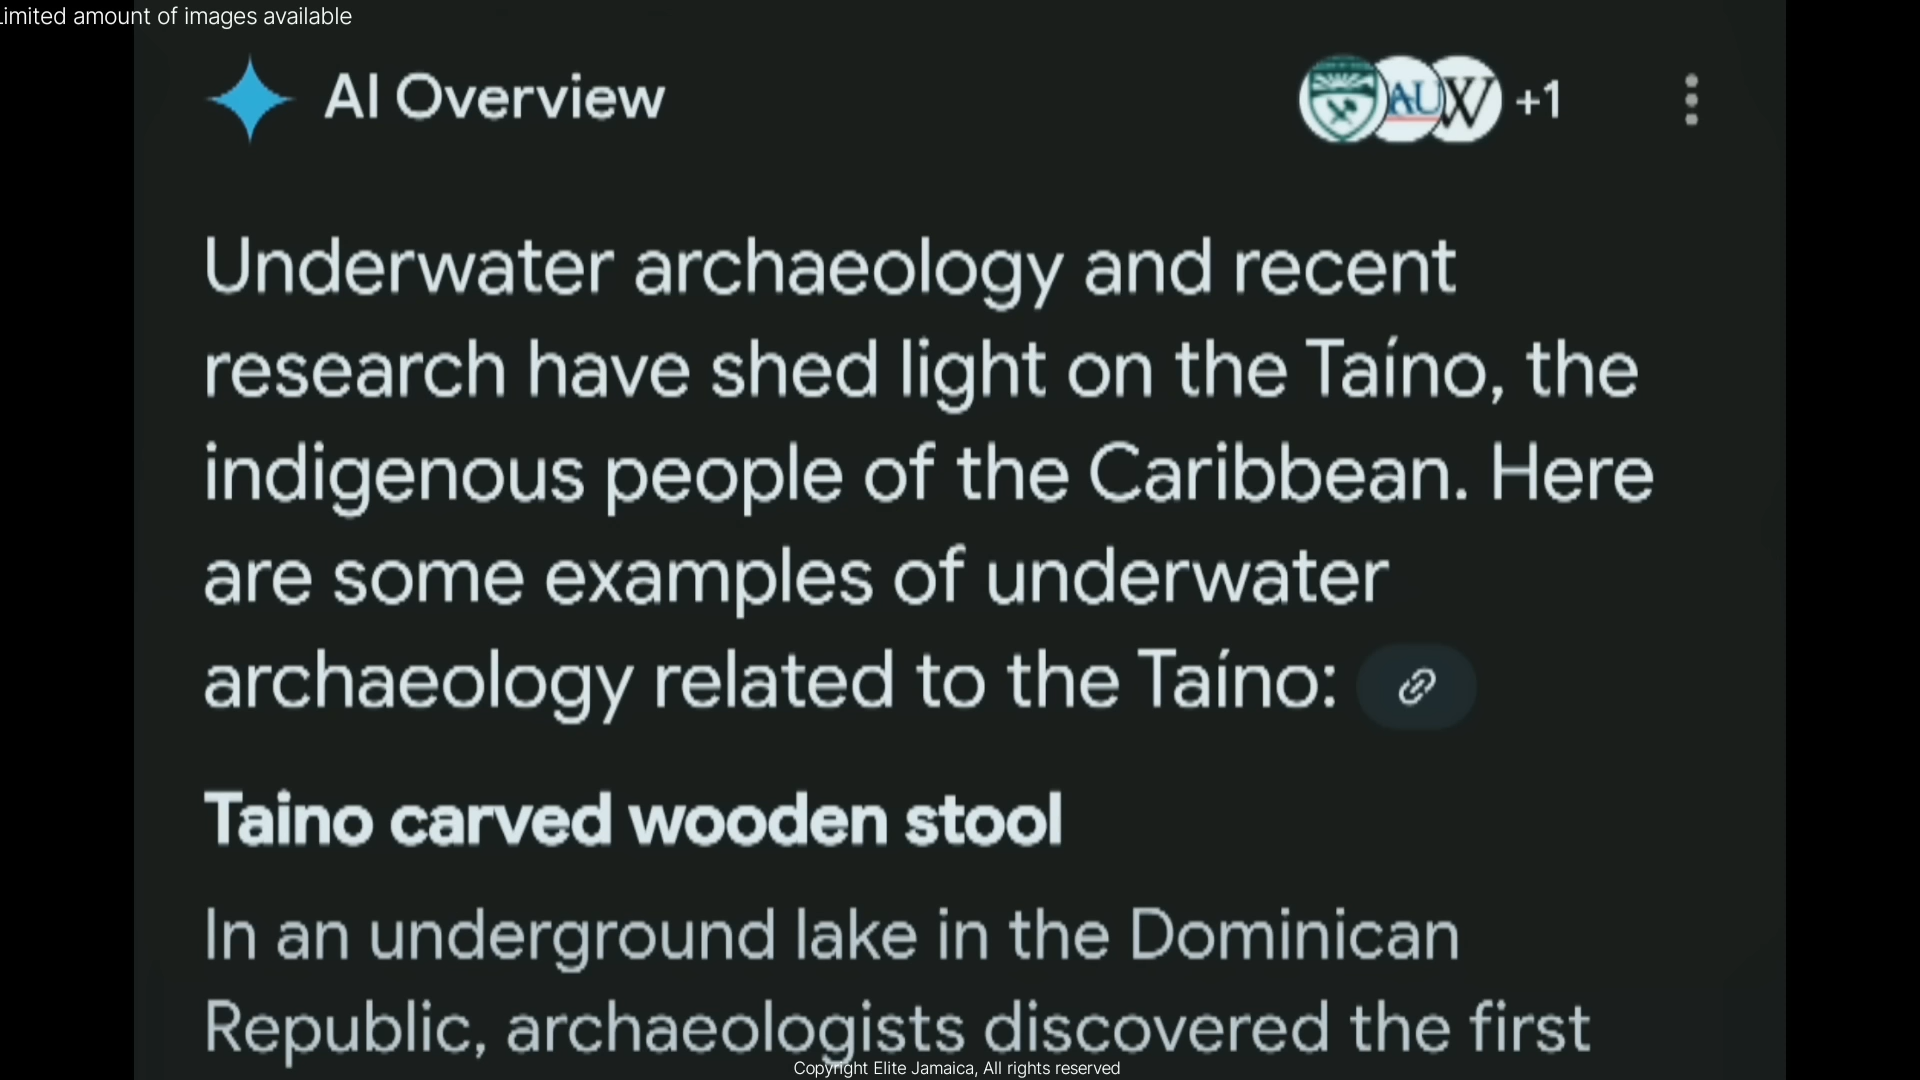 Limited amount of images available
AI Overview
AU W +1
Underwater archaeology and recent
research have shed light on the Taíno, the
indigenous people of the Caribbean. Here
are some examples of underwater
archaeology related to the Taíno:
Taino carved wooden stool
In an underground lake in the Dominican
Republic, archaeologists discovered the first
Copyright Elite Jamaica, All rights reserved